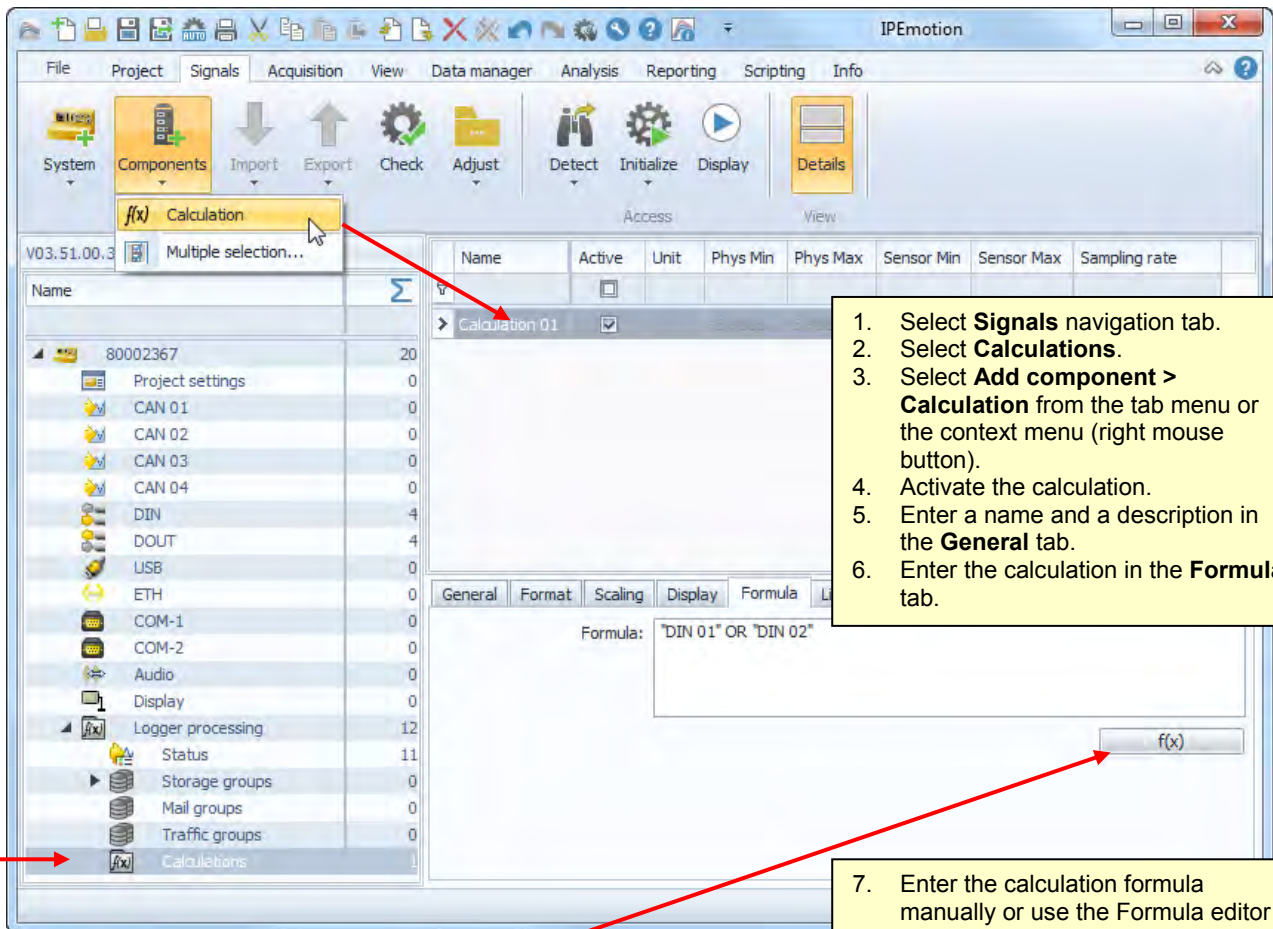 IPEmotion
File Project Signals Acquisition View Data manager Analysis Reporting Scripting Info
System Components Import Export Check Adjust Detect Initialize Display Details
Access View
f(x) Calculation
Multiple selection...
V03.51.00.3
Name Σ
80002367 20
Project settings 0
CAN 01 0
CAN 02 0
CAN 03 0
CAN 04 0
DIN 4
DOUT 4
USB 0
ETH 0
COM-1 0
COM-2 0
Audio 0
Display 0
Logger processing 12
Status 11
Storage groups 0
Mail groups 0
Traffic groups 0
Calculations 1
Name Active Unit Phys Min Phys Max Sensor Min Sensor Max Sampling rate
Calculation 01
General Format Scaling Display Formula Li
Formula: "DIN 01" OR "DIN 02"
f(x)
1. Select Signals navigation tab.
2. Select Calculations.
3. Select Add component >
Calculation from the tab menu or
the context menu (right mouse
button).
4. Activate the calculation.
5. Enter a name and a description in
the General tab.
6. Enter the calculation in the Formula
tab.
7. Enter the calculation formula
manually or use the Formula editor